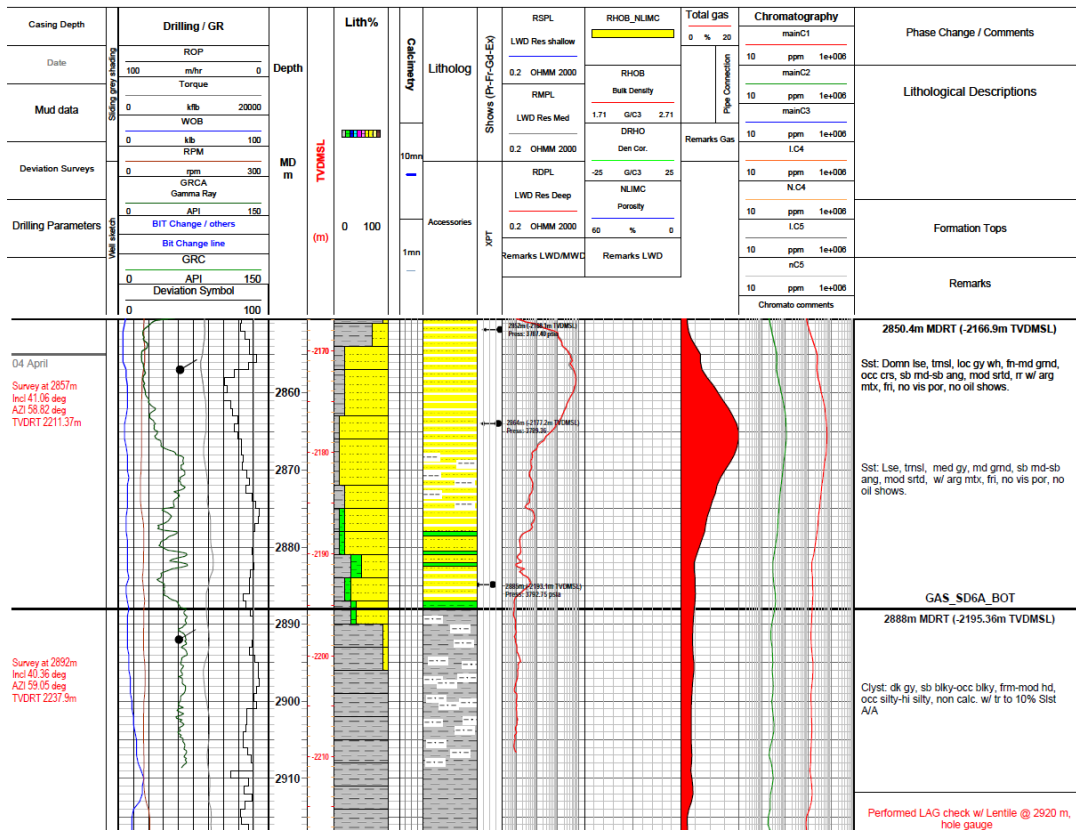 Casing Depth
Date
Mud data
Deviation Surveys
Drilling Parameters
Sliding grey shading
Well sketch
Drilling / GR
ROP
100 m/hr 0
Torque
0 kflb 20000
WOB
0 klb 100
RPM
0 rpm 300
GRCA
Gamma Ray
0 API 150
BIT Change / others
Bit Change line
GRC
0 API 150
Deviation Symbol
0 100
Depth
MD
m
TVDMSL
(m)
Lith%
0 100
Calcimetry
10mn
1mn
Litholog
Accessories
Shows (Pr-Fr-Gd-Ex)
XPT
RSPL
LWD Res shallow
0.2 OHMM 2000
RMPL
LWD Res Med
0.2 OHMM 2000
RDPL
LWD Res Deep
0.2 OHMM 2000
Remarks LWD/MWD
RHOB_NLIMC
RHOB
Bulk Density
1.71 G/C3 2.71
DRHO
Den Cor.
-25 G/C3 25
NLIMC
Porosity
60 % 0
Remarks LWD
Total gas
0 % 20
Pipe Connection
Remarks Gas
Chromatography
mainC1
10 ppm 1e+006
mainC2
10 ppm 1e+006
mainC3
10 ppm 1e+006
I.C4
10 ppm 1e+006
N.C4
10 ppm 1e+006
I.C5
10 ppm 1e+006
nC5
10 ppm 1e+006
Chromato comments
Phase Change / Comments
Lithological Descriptions
Formation Tops
Remarks
04 April
Survey at 2857m
Incl 41.06 deg
AZI 58.82 deg
TVDRT 2211.37m
Survey at 2892m
Incl 40.36 deg
AZI 59.05 deg
TVDRT 2237.9m
2860
2870
2880
2890
2900
2910
-2170
-2180
-2190
-2200
-2210
2864m (-2177.2m TVDMSL)
2885m (-2193.1m TVDMSL)
Press: 3792.75 psia
2850.4m MDRT (-2166.9m TVDMSL)
Sst: Domn lse, trnsl, loc gy wh, fn-md grnd,
occ crs, sb rnd-sb ang, mod srtd, rr w/ arg
mtx, fri, no vis por, no oil shows.
Sst: Lse, trnsl, med gy, md grnd, sb rnd-sb
ang, mod srtd, w/ arg mtx, fri, no vis por, no
oil shows.
GAS_SD6A_BOT
2888m MDRT (-2195.36m TVDMSL)
Clyst: dk gy, sb blky-occ blky, frm-mod hd,
occ silty-hi silty, non calc. w/ tr to 10% Slst
A/A
Performed LAG check w/ Lentile @ 2920 m,
hole gauge